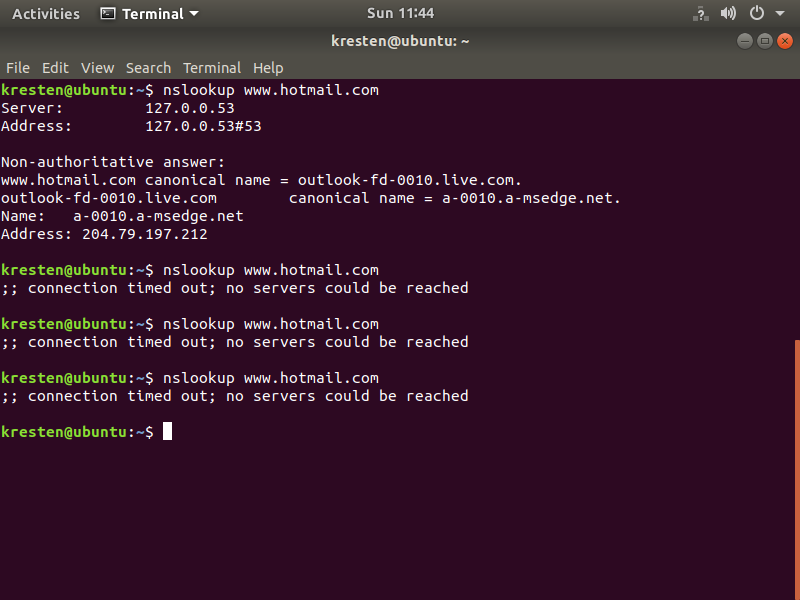 Activities Terminal Sun 11:44 ?
kresten@ubuntu: ~
File Edit View Search Terminal Help
kresten@ubuntu:~$ nslookup www.hotmail.com
Server: 127.0.0.53
Address: 127.0.0.53#53
Non-authoritative answer:
www.hotmail.com canonical name = outlook-fd-0010.live.com.
outlook-fd-0010.live.com canonical name = a-0010.a-msedge.net.
Name: a-0010.a-msedge.net
Address: 204.79.197.212
kresten@ubuntu:~$ nslookup www.hotmail.com
;; connection timed out; no servers could be reached
kresten@ubuntu:~$ nslookup www.hotmail.com
;; connection timed out; no servers could be reached
kresten@ubuntu:~$ nslookup www.hotmail.com
;; connection timed out; no servers could be reached
kresten@ubuntu:~$